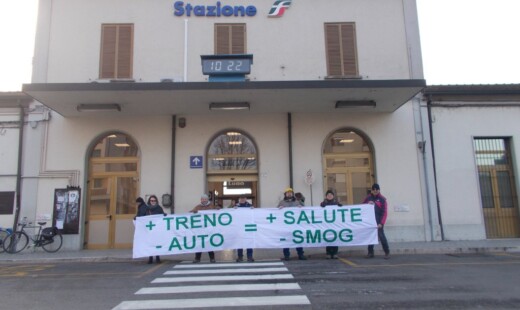 Stazione
10 22
+ TRENO = + SALUTE
- AUTO - SMOG